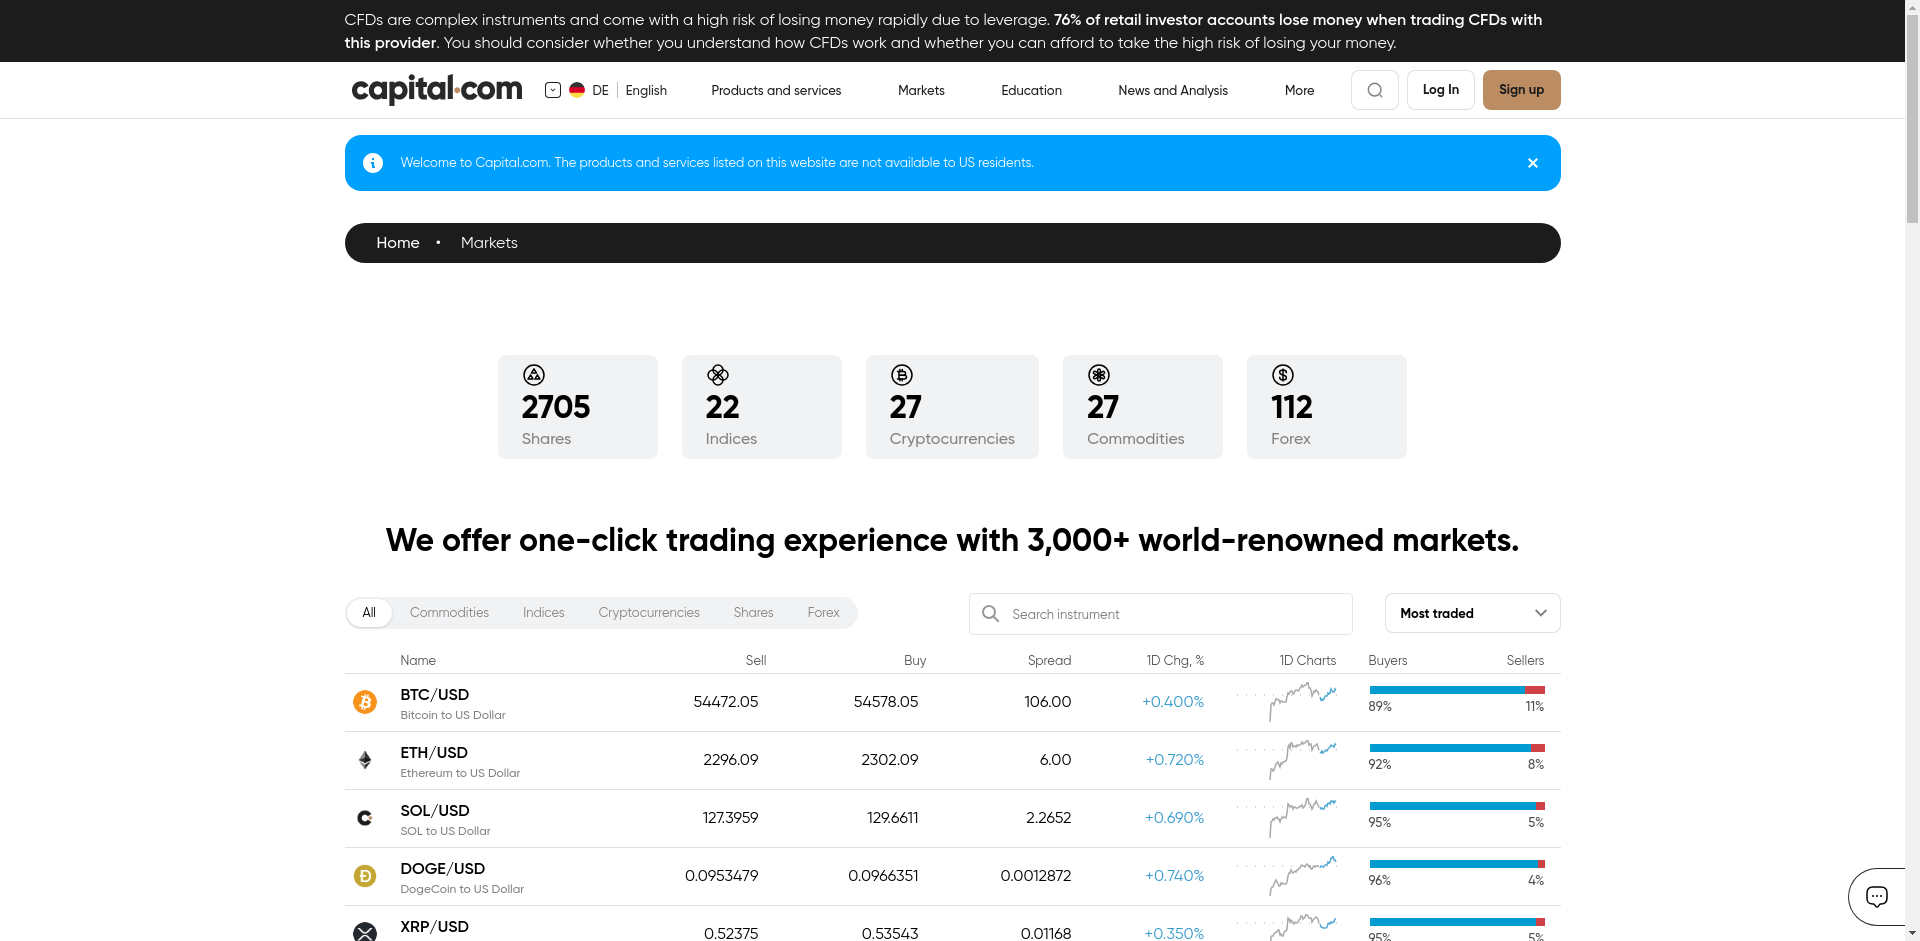 CFDs are complex instruments and come with a high risk of losing money rapidly due to leverage. 76% of retail investor accounts lose money when trading CFDs with
this provider. You should consider whether you understand how CFDs work and whether you can afford to take the high risk of losing your money.
capital.com
DE English
Products and services
Markets
Education
News and Analysis
More
Log In
Sign up
Welcome to Capital.com. The products and services listed on this website are not available to US residents.
Home • Markets
2705
Shares
22
Indices
27
Cryptocurrencies
27
Commodities
112
Forex
We offer one-click trading experience with 3,000+ world-renowned markets.
All Commodities Indices Cryptocurrencies Shares Forex
Search instrument
Most traded
Name Sell Buy Spread 1D Chg, % 1D Charts Buyers Sellers
BTC/USD
Bitcoin to US Dollar
54472.05 54578.05 106.00 +0.400%
89% 11%
ETH/USD
Ethereum to US Dollar
2296.09 2302.09 6.00 +0.720%
92% 8%
SOL/USD
SOL to US Dollar
127.3959 129.6611 2.2652 +0.690%
95% 5%
DOGE/USD
DogeCoin to US Dollar
0.0953479 0.0966351 0.0012872 +0.740%
96% 4%
XRP/USD
0.52375 0.53543 0.01168 +0.350%
95% 5%